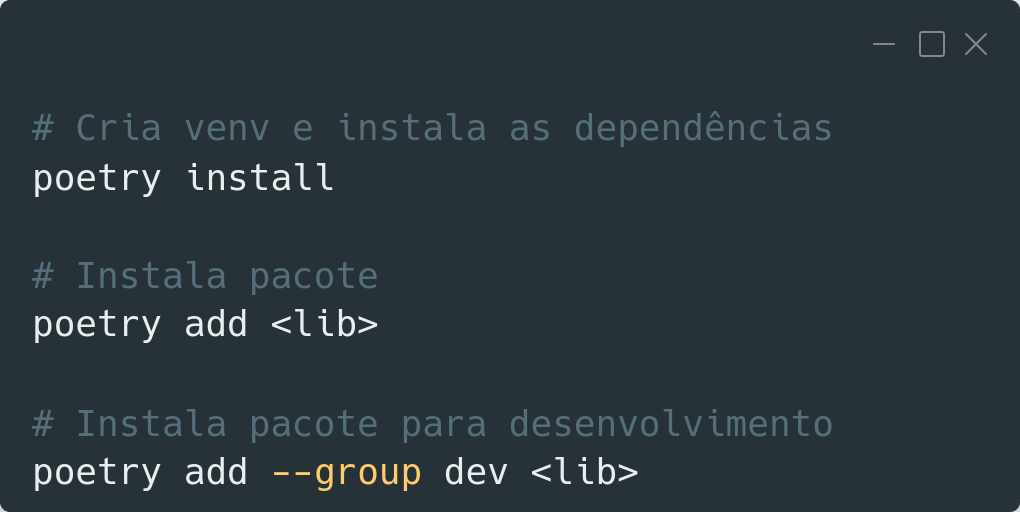 # Cria venv e instala as dependências
poetry install
# Instala pacote
poetry add <lib>
# Instala pacote para desenvolvimento
poetry add --group dev <lib>